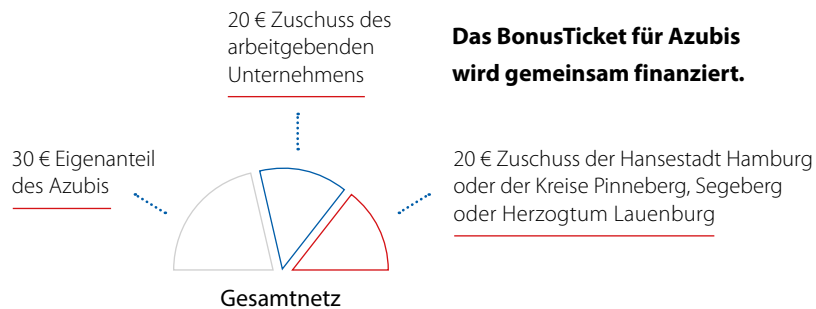 20 € Zuschuss des
arbeitgebenden
Unternehmens
Das BonusTicket für Azubis
wird gemeinsam finanziert.
30 € Eigenanteil
des Azubis
20 € Zuschuss der Hansestadt Hamburg
oder der Kreise Pinneberg, Segeberg
oder Herzogtum Lauenburg
Gesamtnetz